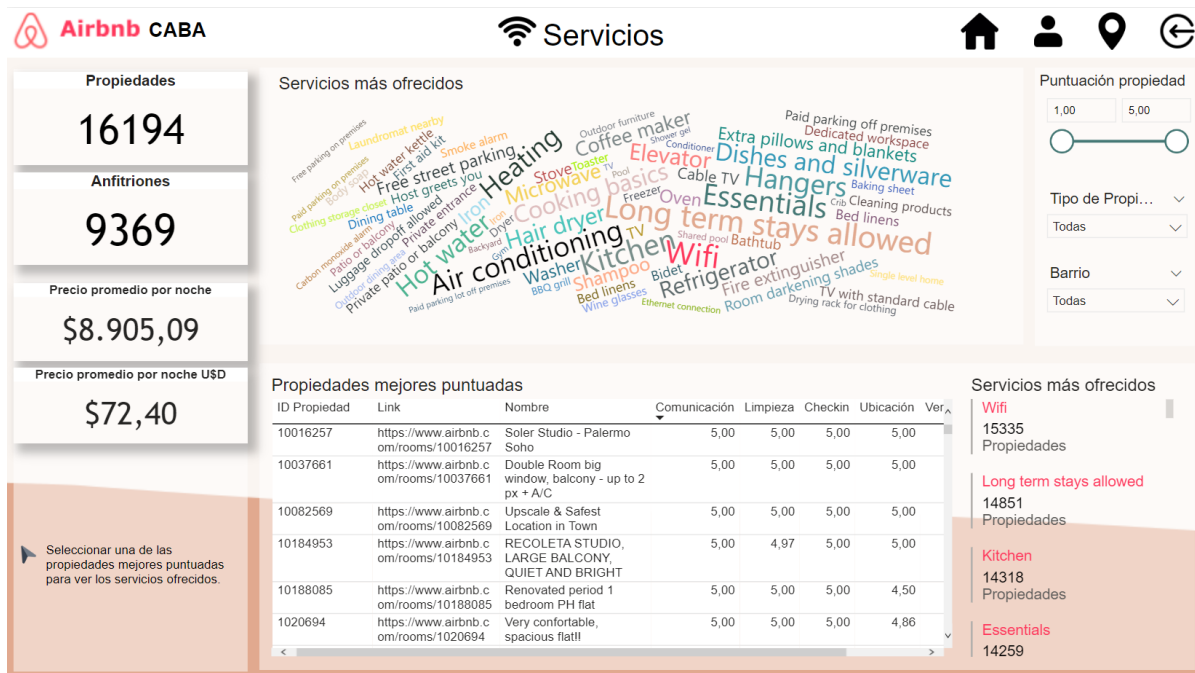 Airbnb CABA
Servicios
Propiedades
16194
Anfitriones
9369
Precio promedio por noche
$8.905,09
Precio promedio por noche U$D
$72,40
Seleccionar una de las
propiedades mejores puntuadas
para ver los servicios ofrecidos.
Servicios más ofrecidos
Free parking on premises
Laundromat nearby
Paid parking on premises
Body soap
Hot water kettle
First aid kit
Smoke alarm
Free street parking
Clothing storage closet
Host greets you
Dining table
Heating
Outdoor furniture
Coffee maker
Shower gel
Conditioner
Stove
Toaster
TV
Pool
Microwave
Cooking basics
Elevator
Extra pillows and blankets
Paid parking off premises
Dedicated workspace
Dishes and silverware
Cable TV
Hangers
Baking sheet
Freezer
Oven
Essentials
Crib
Cleaning products
Bed linens
Carbon monoxide alarm
Patio or balcony
Luggage dropoff allowed
Private entrance
Iron
Iron
Dryer
Outdoor dining area
Private patio or balcony
Backyard
Gym
Hot water
Hair dryer
Long term stays allowed
Air conditioning
TV
Shared pool
Bathtub
Kitchen
Wifi
Washer
BBQ grill
Shampoo
Bidet
Refrigerator
Fire extinguisher
Paid parking lot off premises
Bed linens
Wine glasses
Ethernet connection
Room darkening shades
Single level home
TV with standard cable
Drying rack for clothing
Puntuación propiedad
1,00 5,00
Tipo de Propi...
Todas
Barrio
Todas
Propiedades mejores puntuadas
ID Propiedad Link Nombre Comunicación Limpieza Checkin Ubicación Ver
10016257 https://www.airbnb.c Soler Studio - Palermo 5,00 5,00 5,00 5,00
om/rooms/10016257 Soho
10037661 https://www.airbnb.c Double Room big 5,00 5,00 5,00 5,00
om/rooms/10037661 window, balcony - up to 2
px + A/C
10082569 https://www.airbnb.c Upscale & Safest 5,00 5,00 5,00 5,00
om/rooms/10082569 Location in Town
10184953 https://www.airbnb.c RECOLETA STUDIO, 5,00 4,97 5,00 5,00
om/rooms/10184953 LARGE BALCONY,
QUIET AND BRIGHT
10188085 https://www.airbnb.c Renovated period 1 5,00 5,00 5,00 4,50
om/rooms/10188085 bedroom PH flat
1020694 https://www.airbnb.c Very confortable, 5,00 5,00 5,00 4,86
om/rooms/1020694 spacious flat!!
Servicios más ofrecidos
Wifi
15335
Propiedades
Long term stays allowed
14851
Propiedades
Kitchen
14318
Propiedades
Essentials
14259